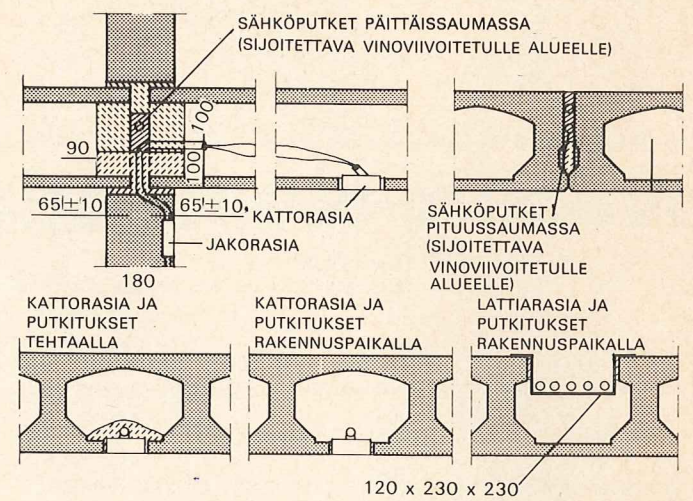 SÄHKÖPUTKET PÄITTÄISSAUMASSA
(SIJOITETTAVA VINOVIIVOITETULLE ALUEELLE)
100
90
100
65±10
65±10
KATTORASIA
JAKORASIA
180
SÄHKÖPUTKET
PITUUSSAUMASSA
(SIJOITETTAVA
VINOVIIVOITETULLE
ALUEELLE)
KATTORASIA JA
PUTKITUKSET
TEHTAALLA
KATTORASIA JA
PUTKITUKSET
RAKENNUSPAIKALLA
LATTIARASIA JA
PUTKITUKSET
RAKENNUSPAIKALLA
120 x 230 x 230